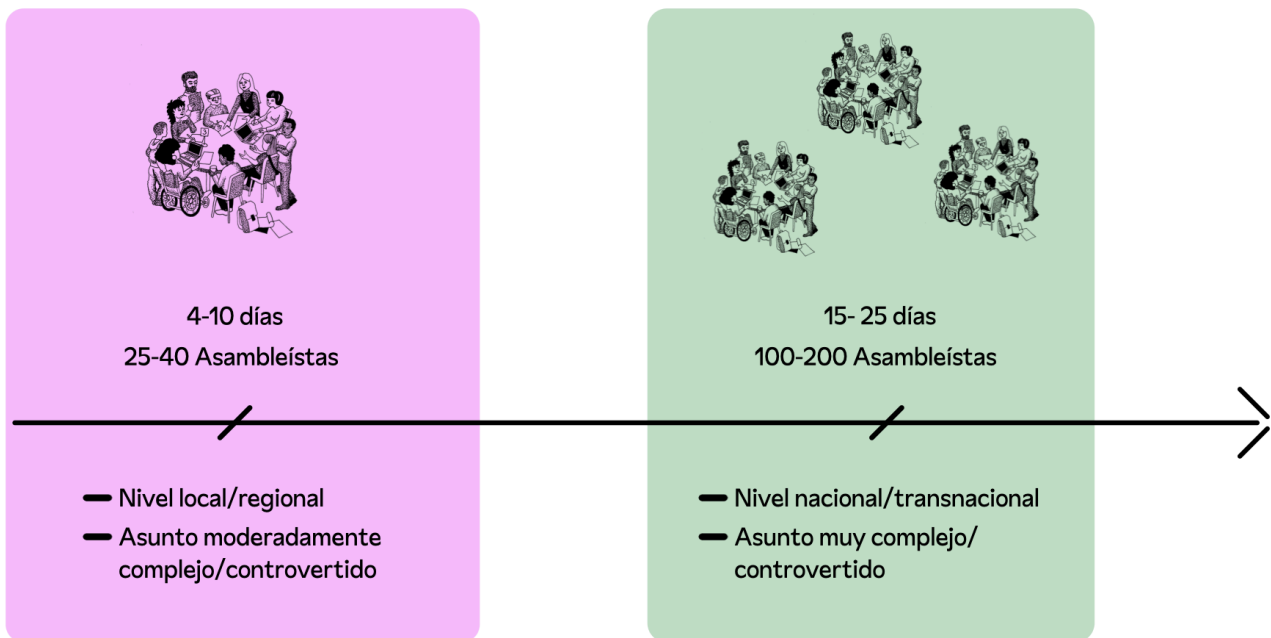 4-10 días
25-40 Asambleístas
━ Nivel local/regional
━ Asunto moderadamente
complejo/controvertido
15- 25 días
100-200 Asambleístas
━ Nivel nacional/transnacional
━ Asunto muy complejo/
controvertido